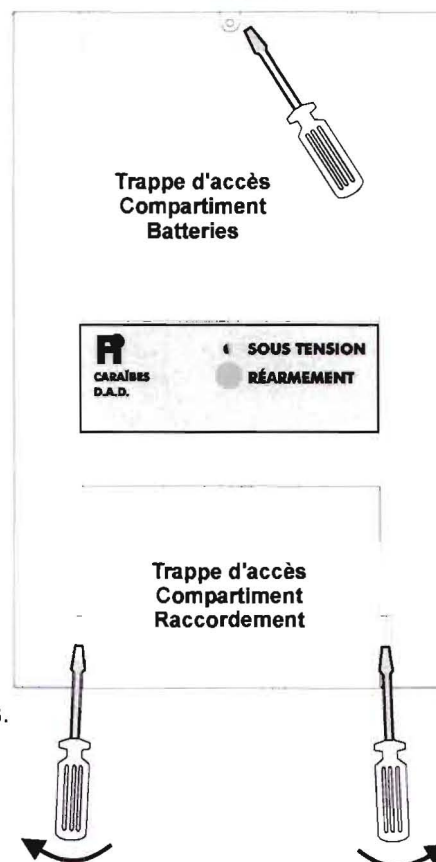 Trappe d'accès
Compartiment
Batteries
CARAÏBES
D.A.D.
SOUS TENSION
RÉARMEMENT
Trappe d'accès
Compartiment
Raccordement